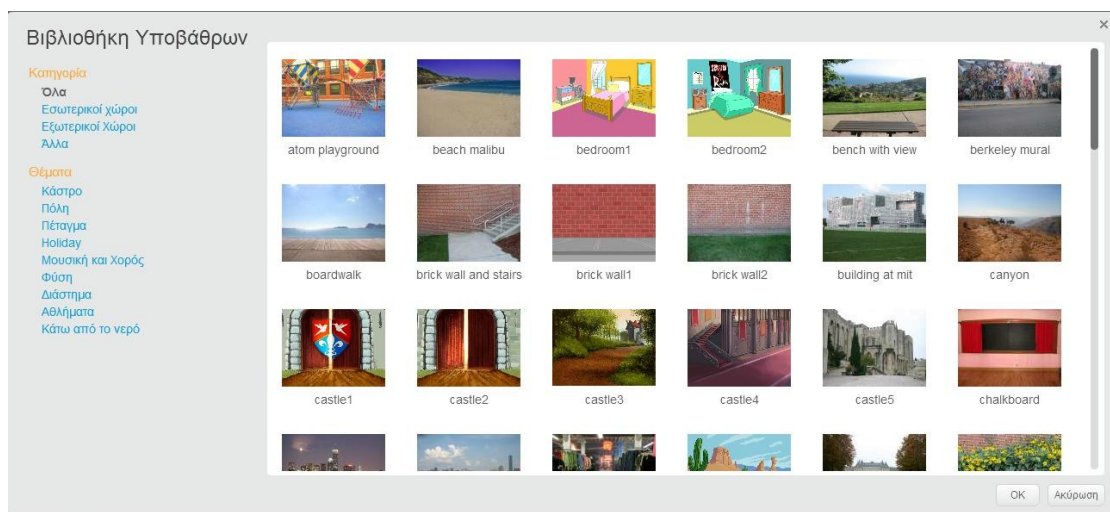 Βιβλιοθήκη Υποβάθρων
×
Κατηγορία
Όλα
Εσωτερικοί χώροι
Εξωτερικοί Χώροι
Άλλα
Θέματα
Κάστρο
Πόλη
Πέταγμα
Holiday
Μουσική και Χορός
Φύση
Διάστημα
Αθλήματα
Κάτω από το νερό
atom playground beach malibu bedroom1 bedroom2 bench with view berkeley mural
boardwalk brick wall and stairs brick wall1 brick wall2 building at mit canyon
castle1 castle2 castle3 castle4 castle5 chalkboard
OK Ακύρωση